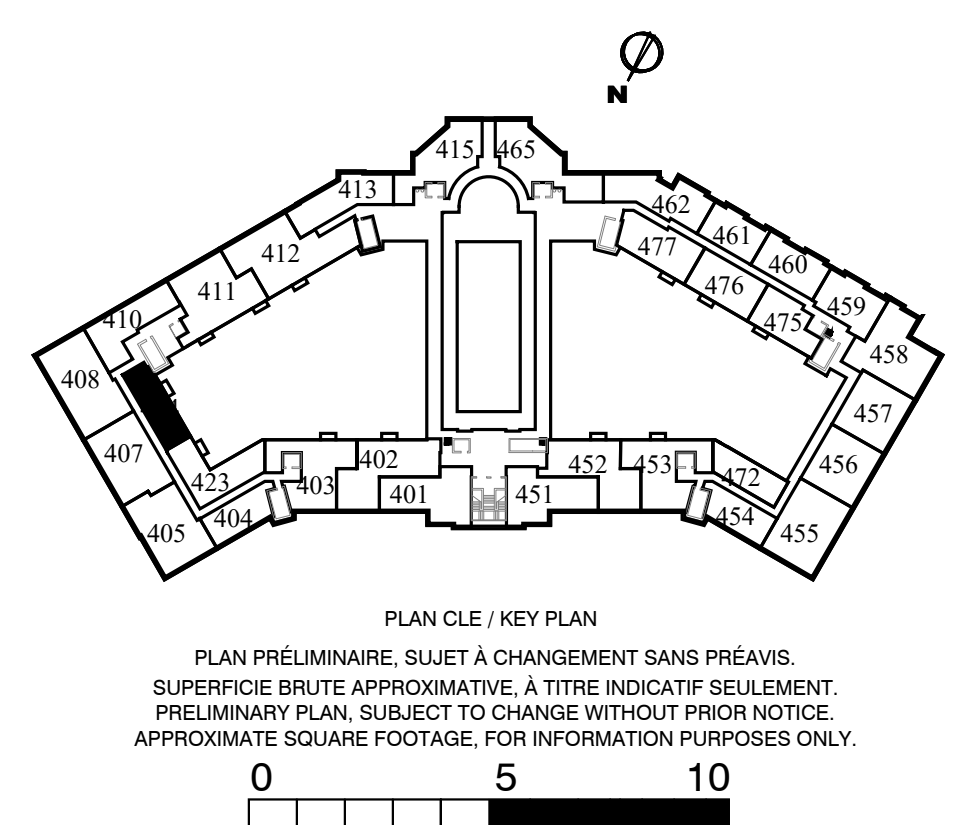 N
415 465
413
462
412
477 461
411
476 460
410
475 459
408
458
457
407
402 452 453
456
423
403
472
401 451
404
454
405
455
PLAN CLE / KEY PLAN
PLAN PRÉLIMINAIRE, SUJET À CHANGEMENT SANS PRÉAVIS.
SUPERFICIE BRUTE APPROXIMATIVE, À TITRE INDICATIF SEULEMENT.
PRELIMINARY PLAN, SUBJECT TO CHANGE WITHOUT PRIOR NOTICE.
APPROXIMATE SQUARE FOOTAGE, FOR INFORMATION PURPOSES ONLY.
0 5 10